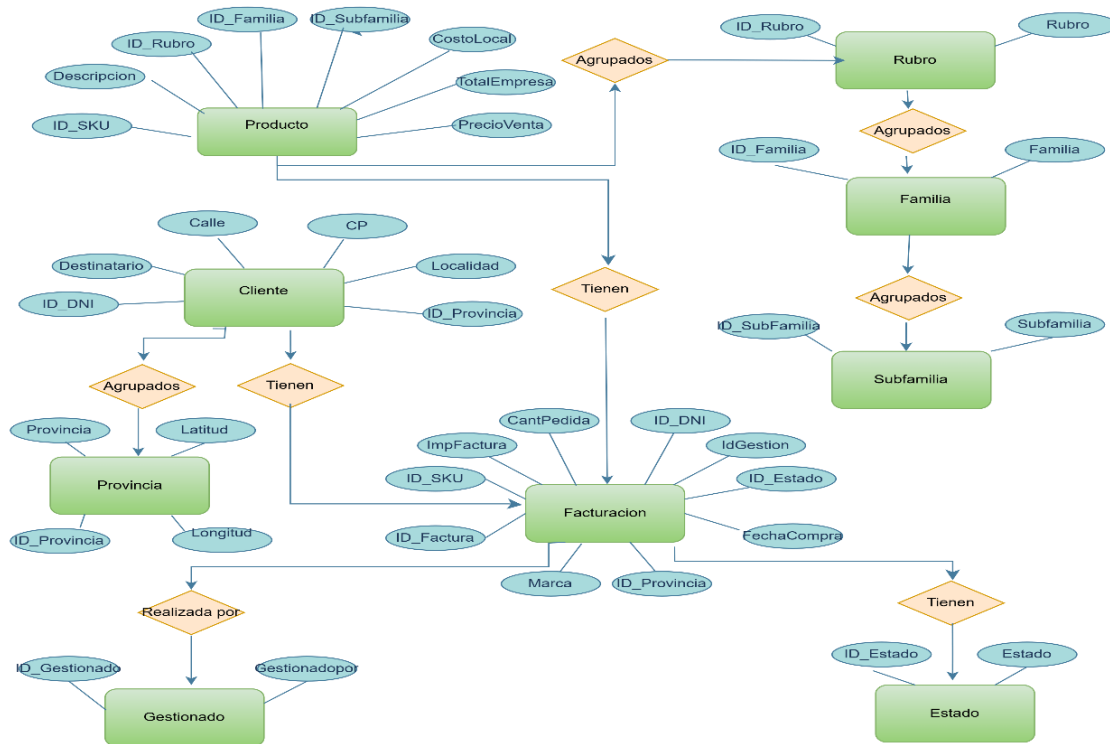 ID_Familia
ID_Subfamilia
ID_Rubro
CostoLocal
Descripcion
TotalEmpresa
ID_SKU
Producto
PrecioVenta
Agrupados
ID_Rubro
Rubro
Rubro
Agrupados
ID_Familia
Familia
Familia
Agrupados
ID_SubFamilia
Subfamilia
Subfamilia
Calle
CP
Destinatario
Localidad
Cliente
ID_DNI
ID_Provincia
Tienen
Agrupados
Tienen
Provincia
Latitud
Provincia
ID_Provincia
Longitud
CantPedida
ID_DNI
ImpFactura
IdGestion
ID_SKU
ID_Estado
Facturacion
ID_Factura
FechaCompra
Marca
ID_Provincia
Realizada por
Tienen
ID_Gestionado
Gestionadopor
Gestionado
ID_Estado
Estado
Estado